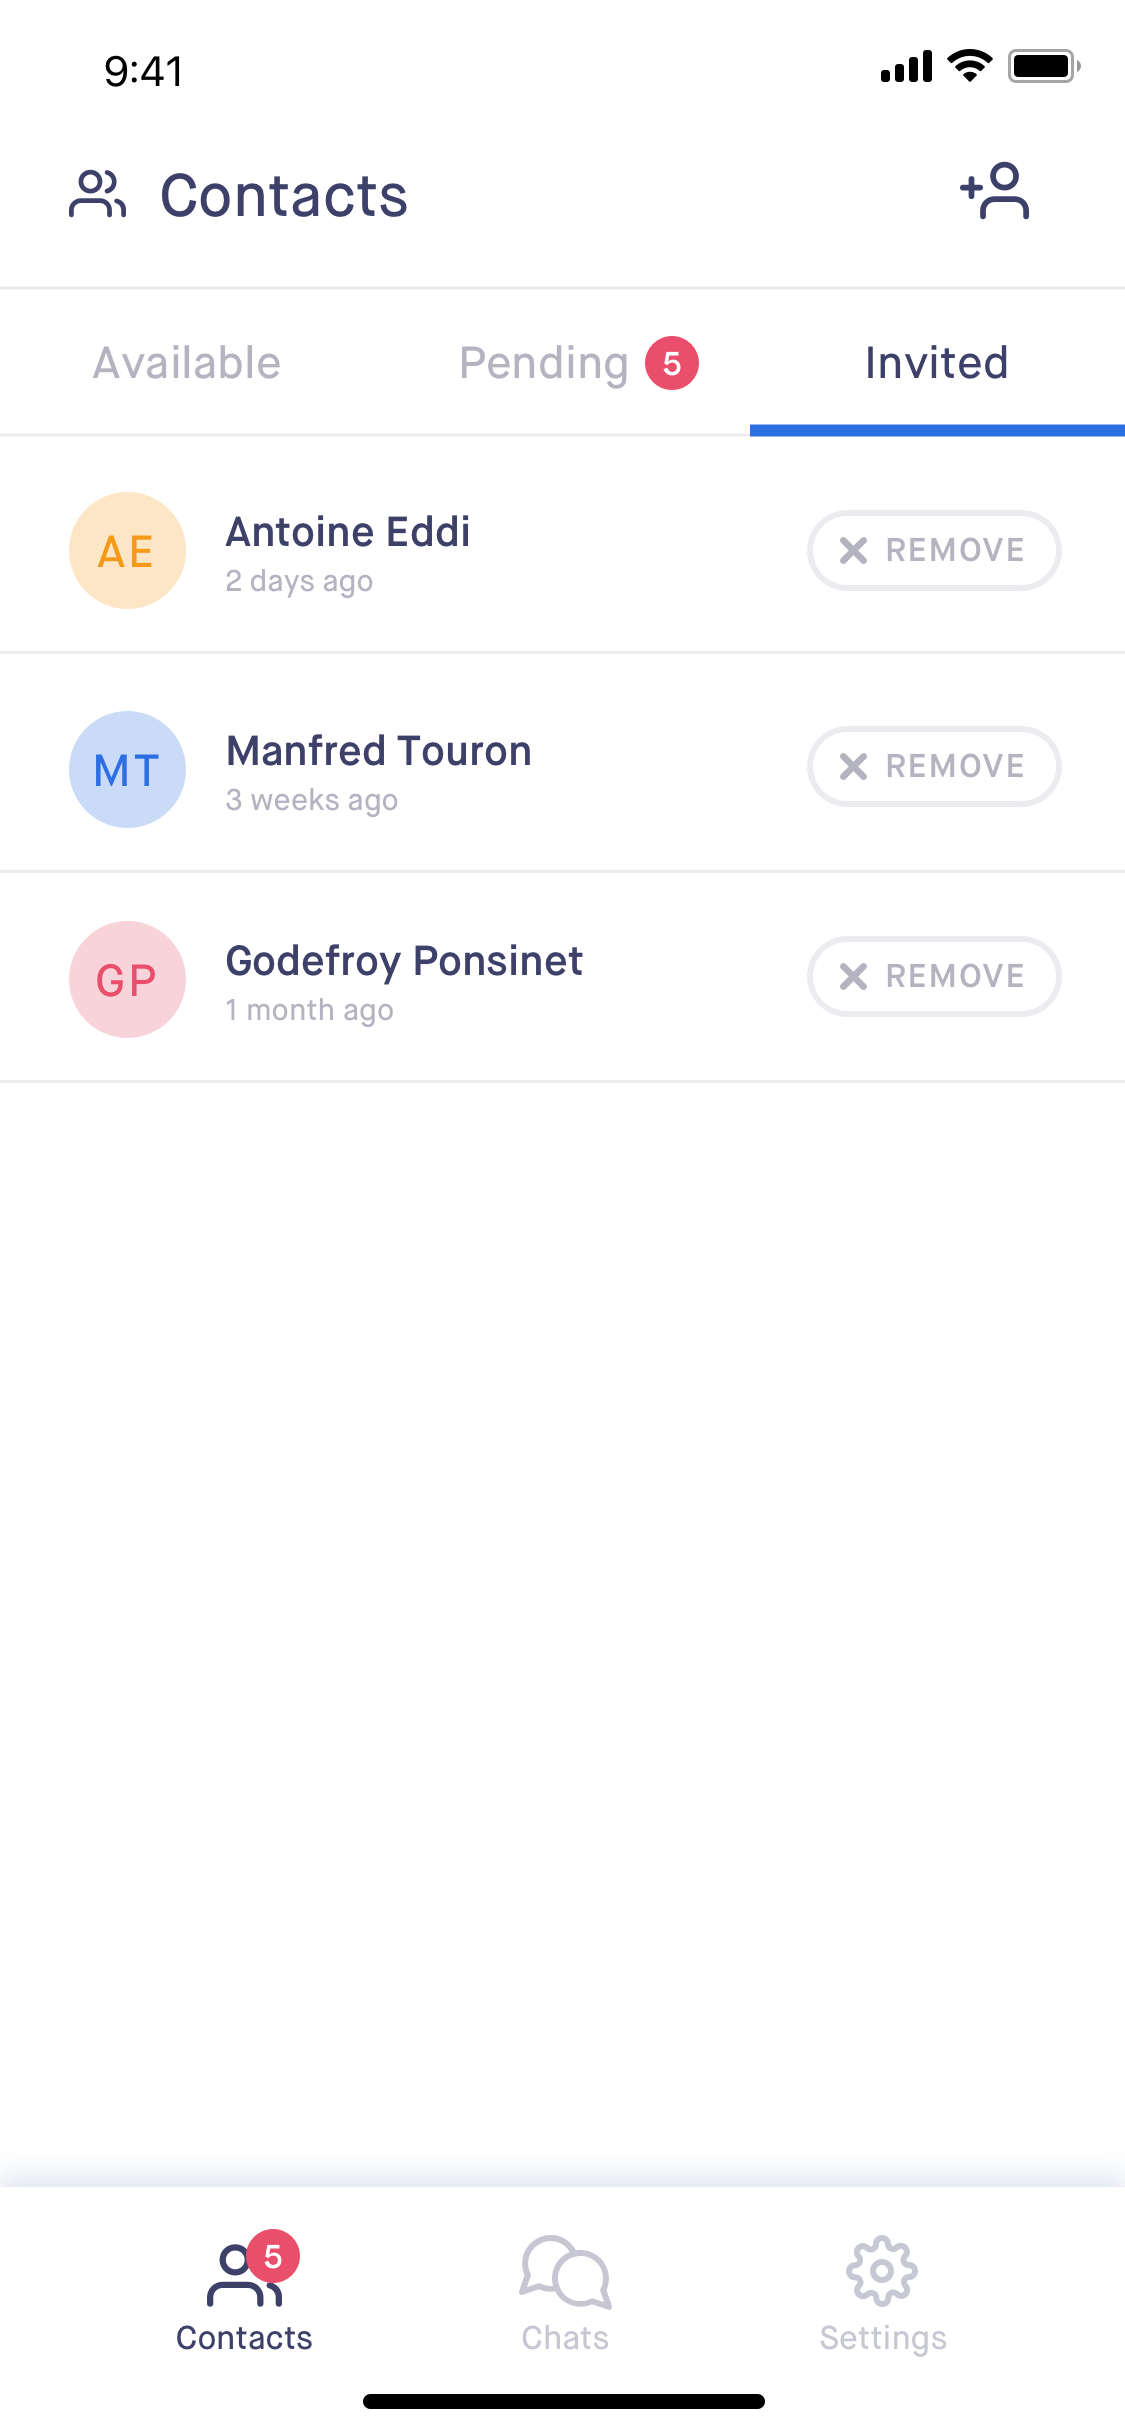 9:41
Contacts
Available
Pending 5
Invited
AE
Antoine Eddi
2 days ago
REMOVE
MT
Manfred Touron
3 weeks ago
REMOVE
GP
Godefroy Ponsinet
1 month ago
REMOVE
5
Contacts
Chats
Settings